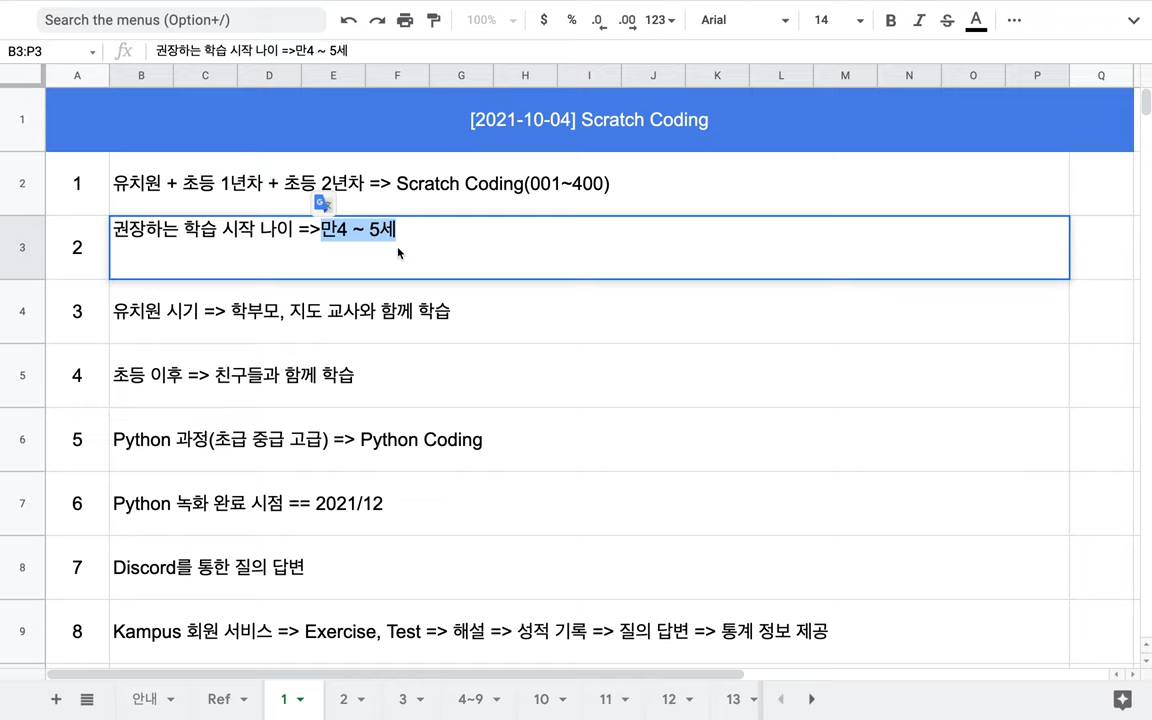 Search the menus (Option+/)
100%
$ % .0 .00 123
Arial
14
B I S A
B3:P3
fx
권장하는 학습 시작 나이 =>만4 ~ 5세
A B C D E F G H I J K L M N O P Q
1 [2021-10-04] Scratch Coding
2 1 유치원 + 초등 1년차 + 초등 2년차 => Scratch Coding(001~400)
3 2 권장하는 학습 시작 나이 =>만4 ~ 5세
4 3 유치원 시기 => 학부모, 지도 교사와 함께 학습
5 4 초등 이후 => 친구들과 함께 학습
6 5 Python 과정(초급 중급 고급) => Python Coding
7 6 Python 녹화 완료 시점 == 2021/12
8 7 Discord를 통한 질의 답변
9 8 Kampus 회원 서비스 => Exercise, Test => 해설 => 성적 기록 => 질의 답변 => 통계 정보 제공
안내 Ref 1 2 3 4~9 10 11 12 13